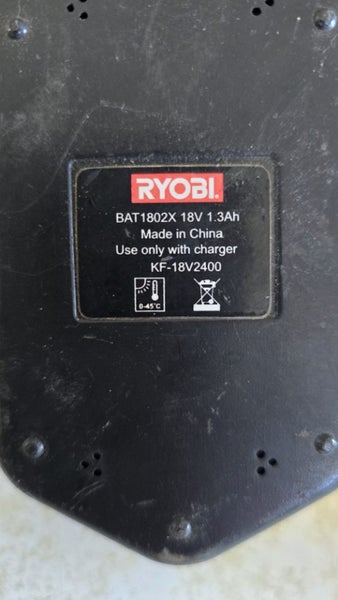 RYOBI.
BAT1802X 18V 1.3Ah
Made in China
Use only with charger
KF-18V2400
0-45°C